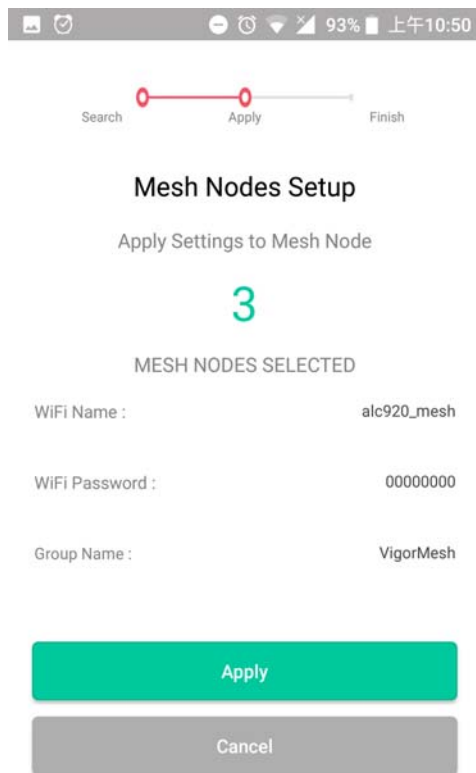 93% 上午10:50
Search Apply Finish
Mesh Nodes Setup
Apply Settings to Mesh Node
3
MESH NODES SELECTED
WiFi Name : alc920_mesh
WiFi Password : 00000000
Group Name : VigorMesh
Apply
Cancel